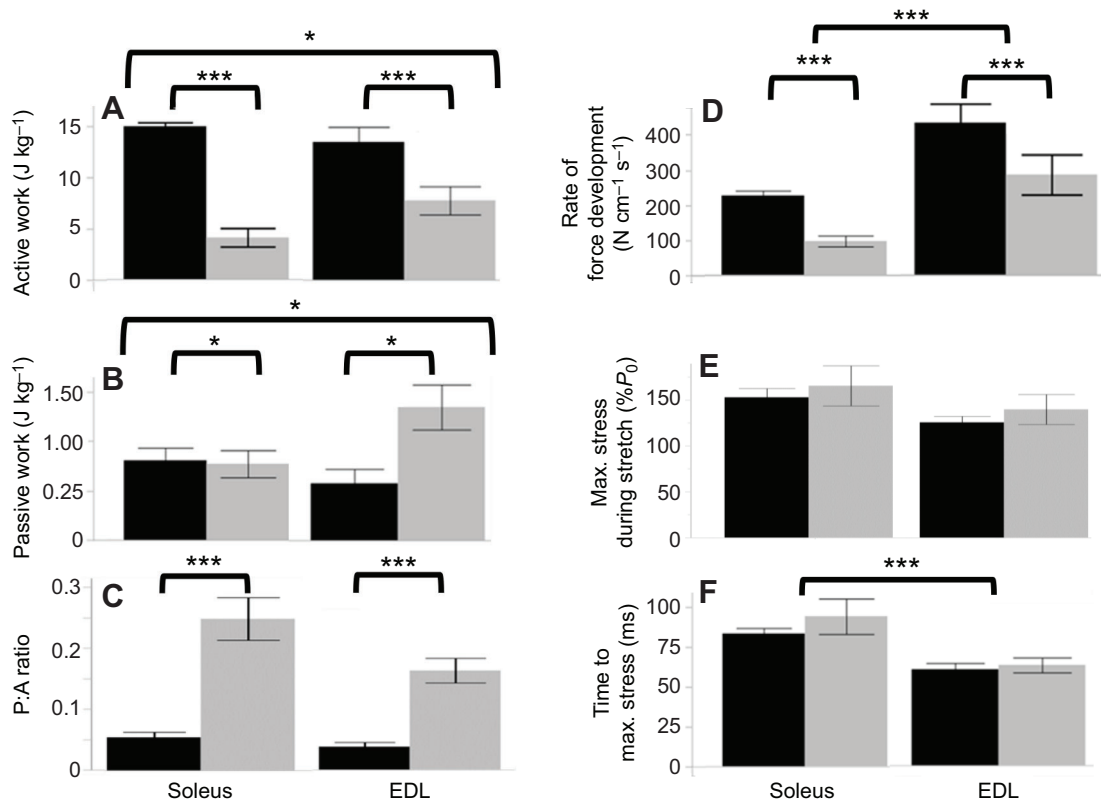 *
*** ***
A
Active work (J kg–1)
15
10
5
0
*
* *
B
Passive work (J kg–1)
1.50
1.00
0.25
0
*** ***
C
P:A ratio
0.3
0.2
0.1
0
Soleus EDL
***
*** ***
D
Rate of
force development
(N cm–1 s–1)
400
300
200
100
0
E
Max. stress
during stretch (%P0)
150
100
50
0
***
F
Time to
max. stress (ms)
100
75
50
25
0
Soleus EDL